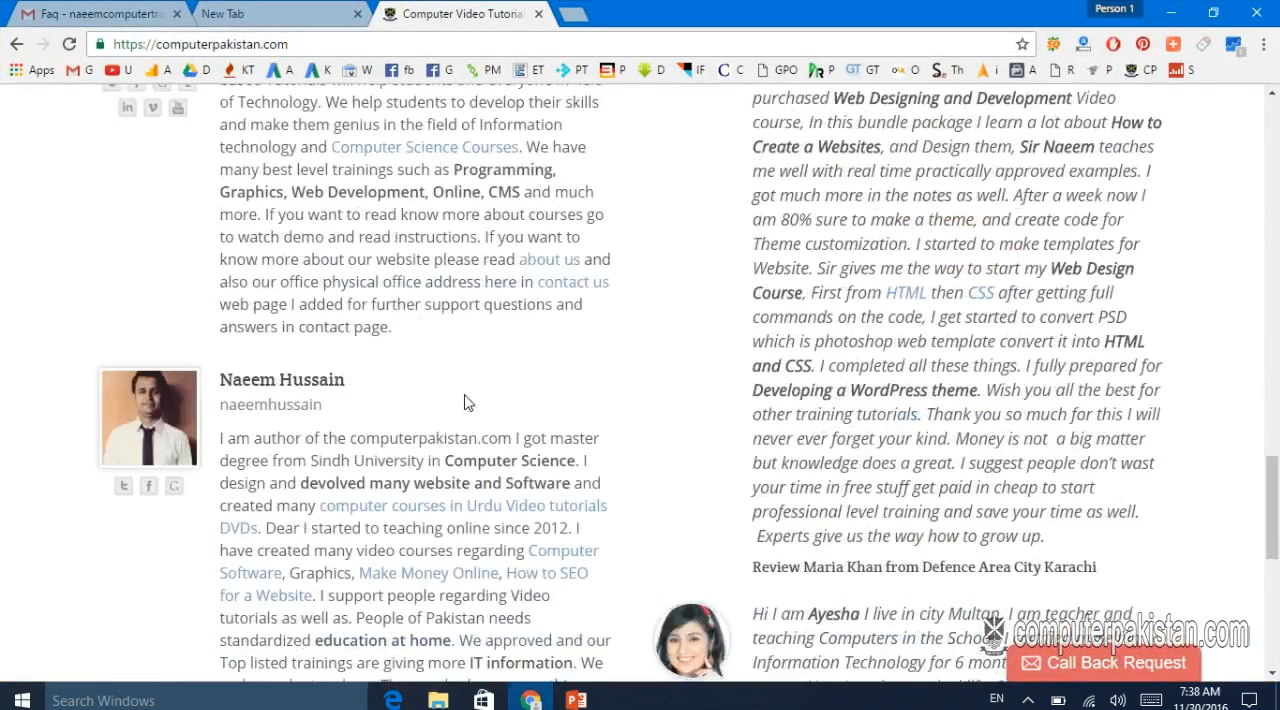 Faq - naeemcomputertra
New Tab
Computer Video Tutorial
Person 1
https://computerpakistan.com
Apps
G
U
A
D
KT
A
K
W
fb
G
PM
ET
PT
P
D
IF
C
GPO
P
GT
O
Th
i
A
R
P
CP
S
of Technology. We help students to develop their skills
and make them genius in the field of Information
technology and Computer Science Courses. We have
many best level trainings such as Programming,
Graphics, Web Development, Online, CMS and much
more. If you want to read know more about courses go
to watch demo and read instructions. If you want to
know more about our website please read about us and
also our office physical office address here in contact us
web page I added for further support questions and
answers in contact page.
Naeem Hussain
naeemhussain
I am author of the computerpakistan.com I got master
degree from Sindh University in Computer Science. I
design and devolved many website and Software and
created many computer courses in Urdu Video tutorials
DVDs. Dear I started to teaching online since 2012. I
have created many video courses regarding Computer
Software, Graphics, Make Money Online, How to SEO
for a Website. I support people regarding Video
tutorials as well as. People of Pakistan needs
standardized education at home. We approved and our
Top listed trainings are giving more IT information. We
purchased Web Designing and Development Video
course, In this bundle package I learn a lot about How to
Create a Websites, and Design them, Sir Naeem teaches
me well with real time practically approved examples. I
got much more in the notes as well. After a week now I
am 80% sure to make a theme, and create code for
Theme customization. I started to make templates for
Website. Sir gives me the way to start my Web Design
Course, First from HTML then CSS after getting full
commands on the code, I get started to convert PSD
which is photoshop web template convert it into HTML
and CSS. I completed all these things. I fully prepared for
Developing a WordPress theme. Wish you all the best for
other training tutorials. Thank you so much for this I will
never ever forget your kind. Money is not a big matter
but knowledge does a great. I suggest people don't wast
your time in free stuff get paid in cheap to start
professional level training and save your time as well.
Experts give us the way how to grow up.
Review Maria Khan from Defence Area City Karachi
Hi I am Ayesha I live in city Multan, I am teacher and
teaching Computers in the School
Information Technology for 6 mont
computerpakistan.com
Call Back Request
Search Windows
EN
7:38 AM
11/30/2016